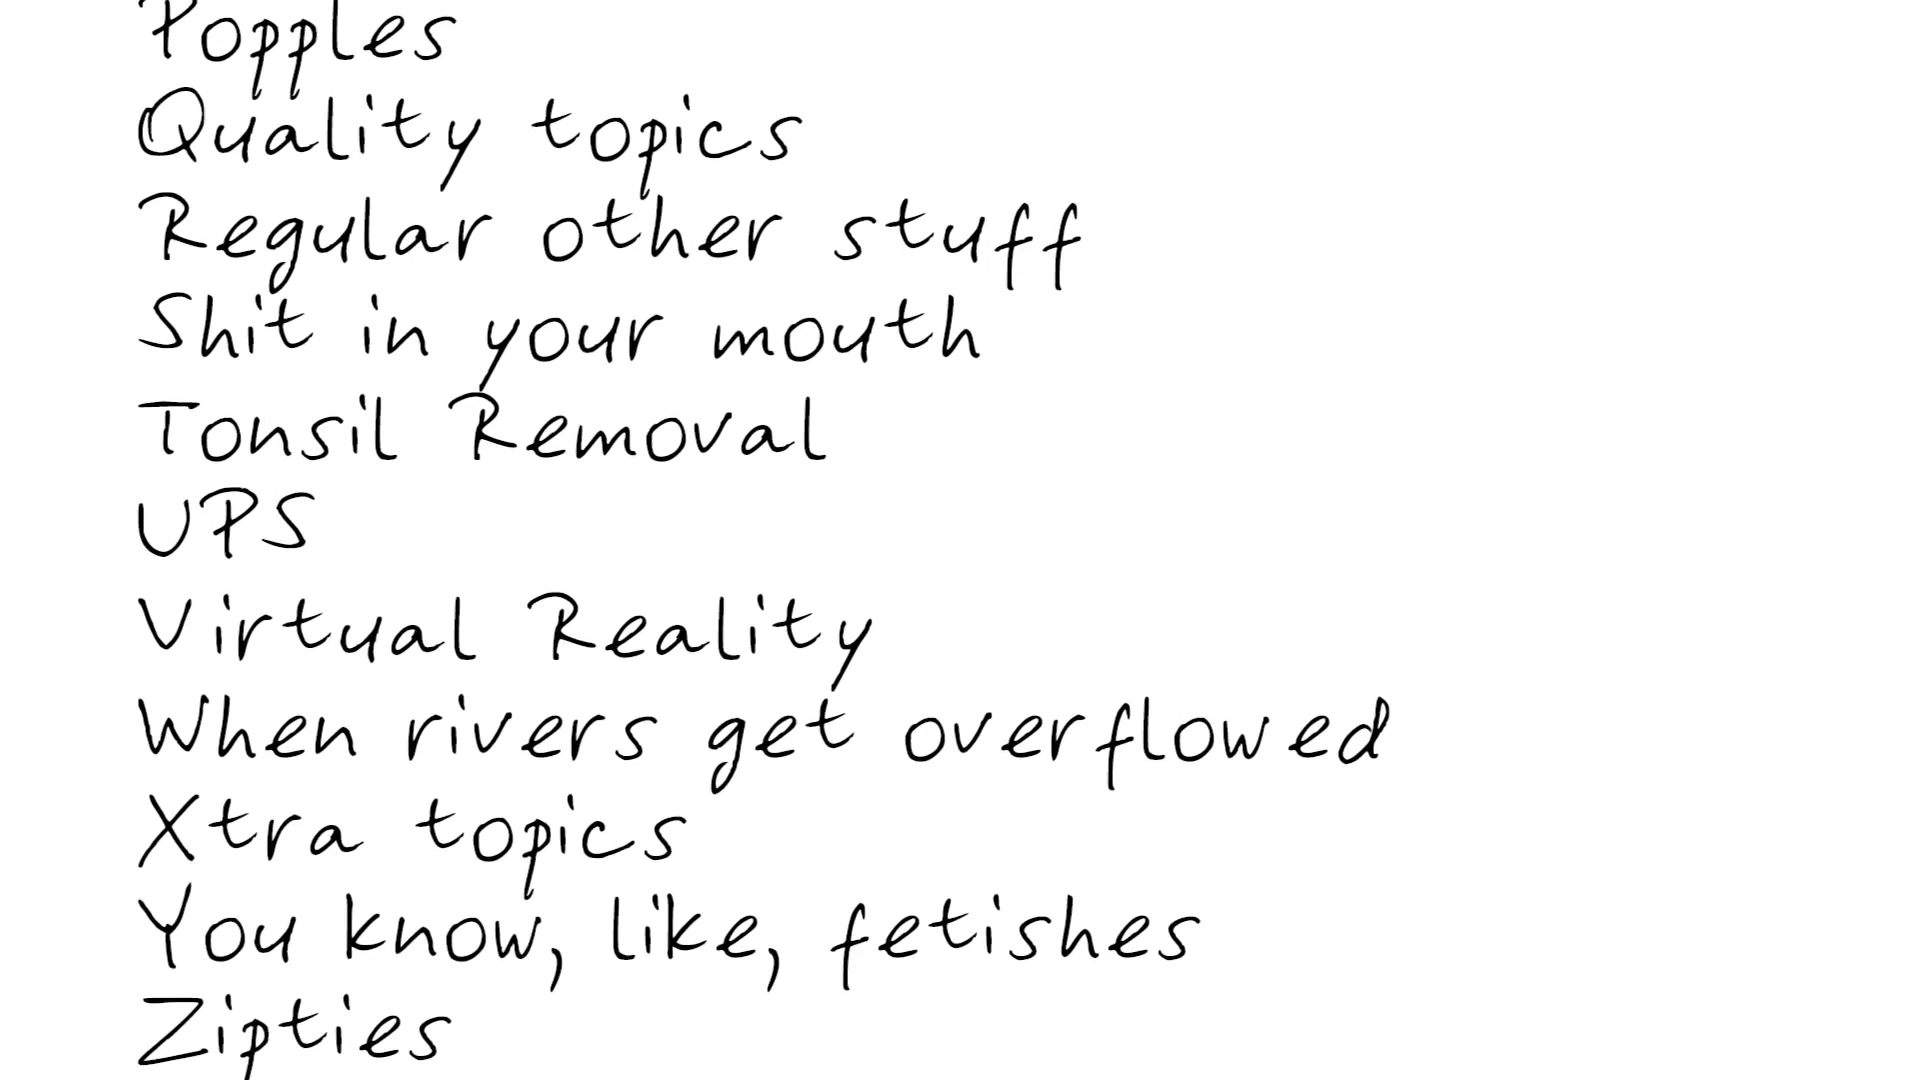 Popples
Quality topics
Regular other stuff
Shit in your mouth
Tonsil Removal
UPS
Virtual Reality
When rivers get overflowed
Xtra topics
You know, like, fetishes
Zipties